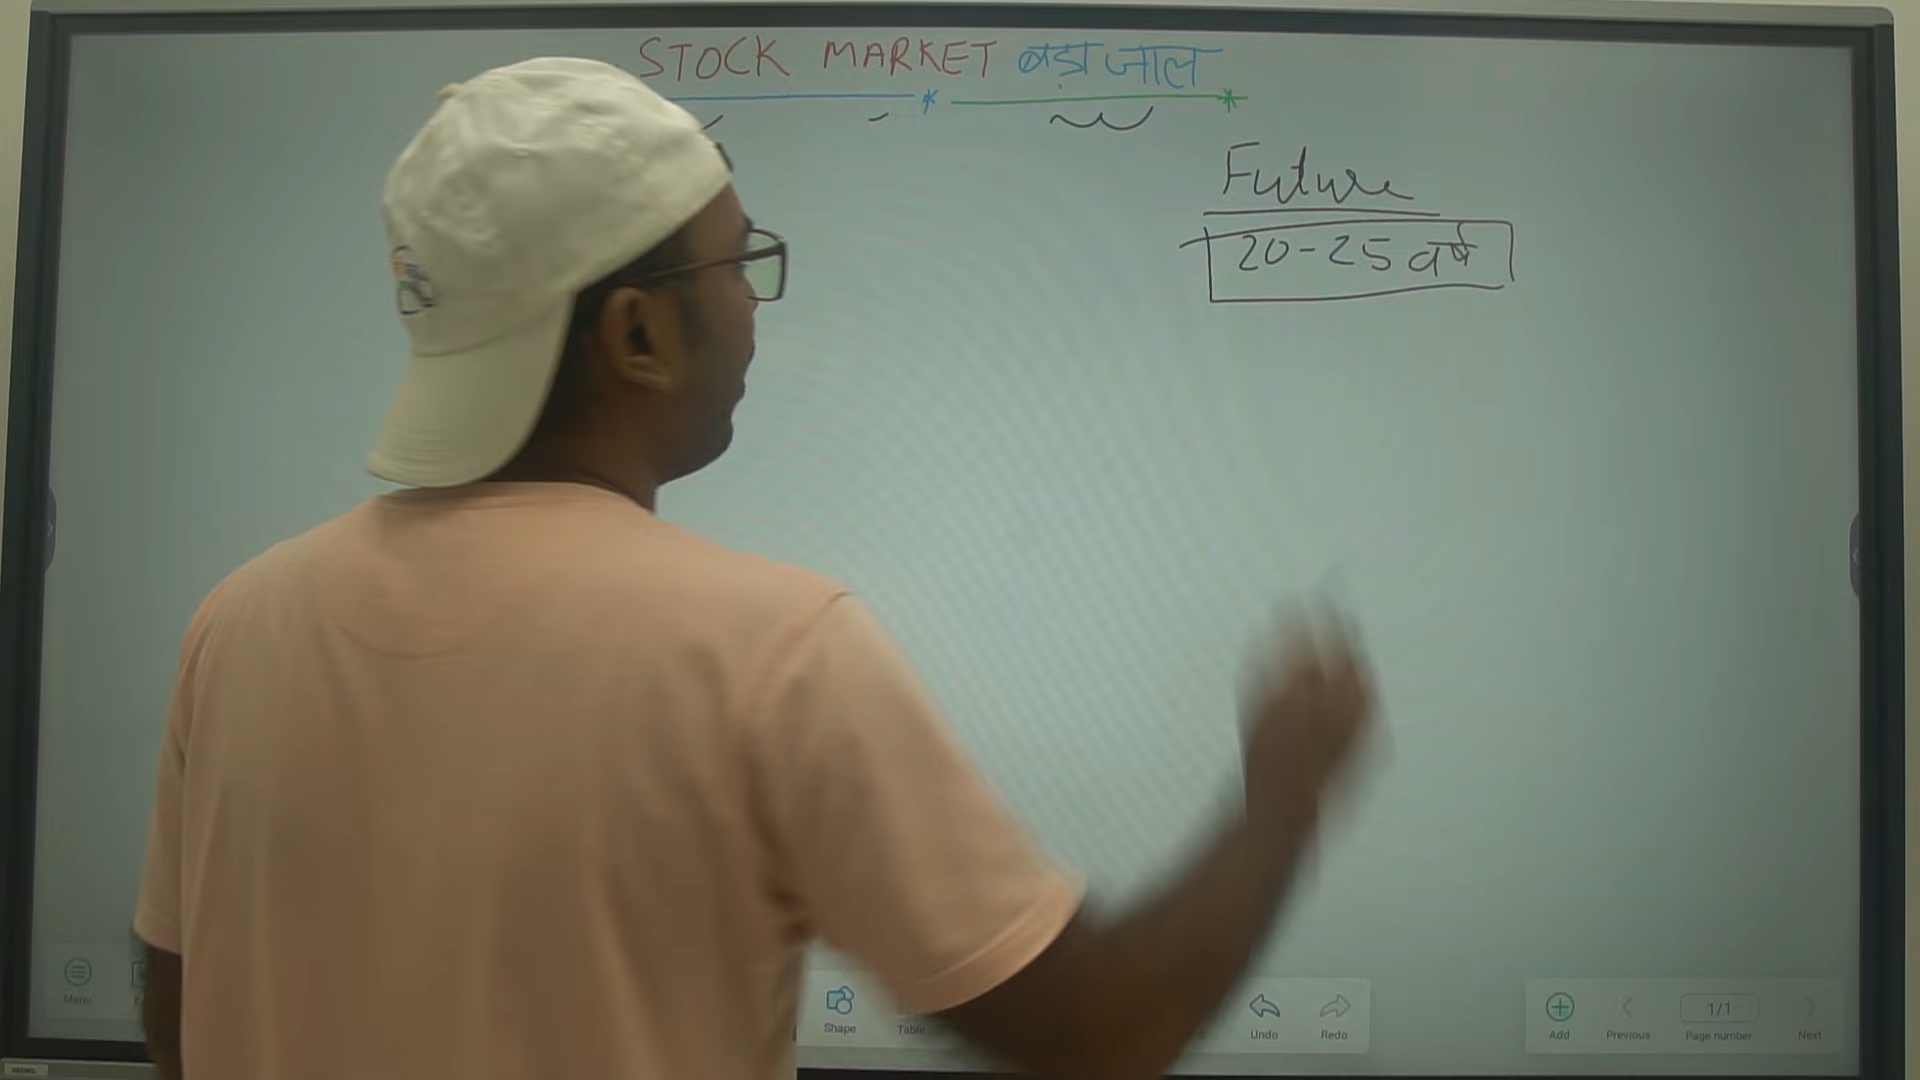 STOCK MARKET बड़ा जाल
Future
20-25 वर्ष
Menu
Shape
Table
Undo
Redo
Add
Previous
1/1
Page number
Next